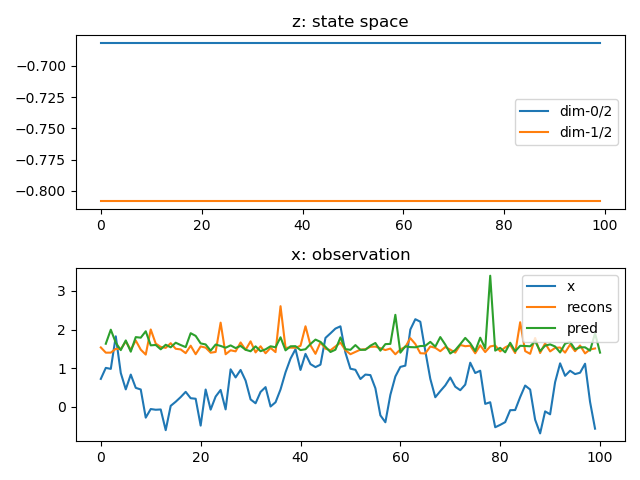 z: state space
-0.700
-0.725
-0.750
-0.775
-0.800
dim-0/2
dim-1/2
0 20 40 60 80 100
x: observation
3
2
1
0
x
recons
pred
0 20 40 60 80 100